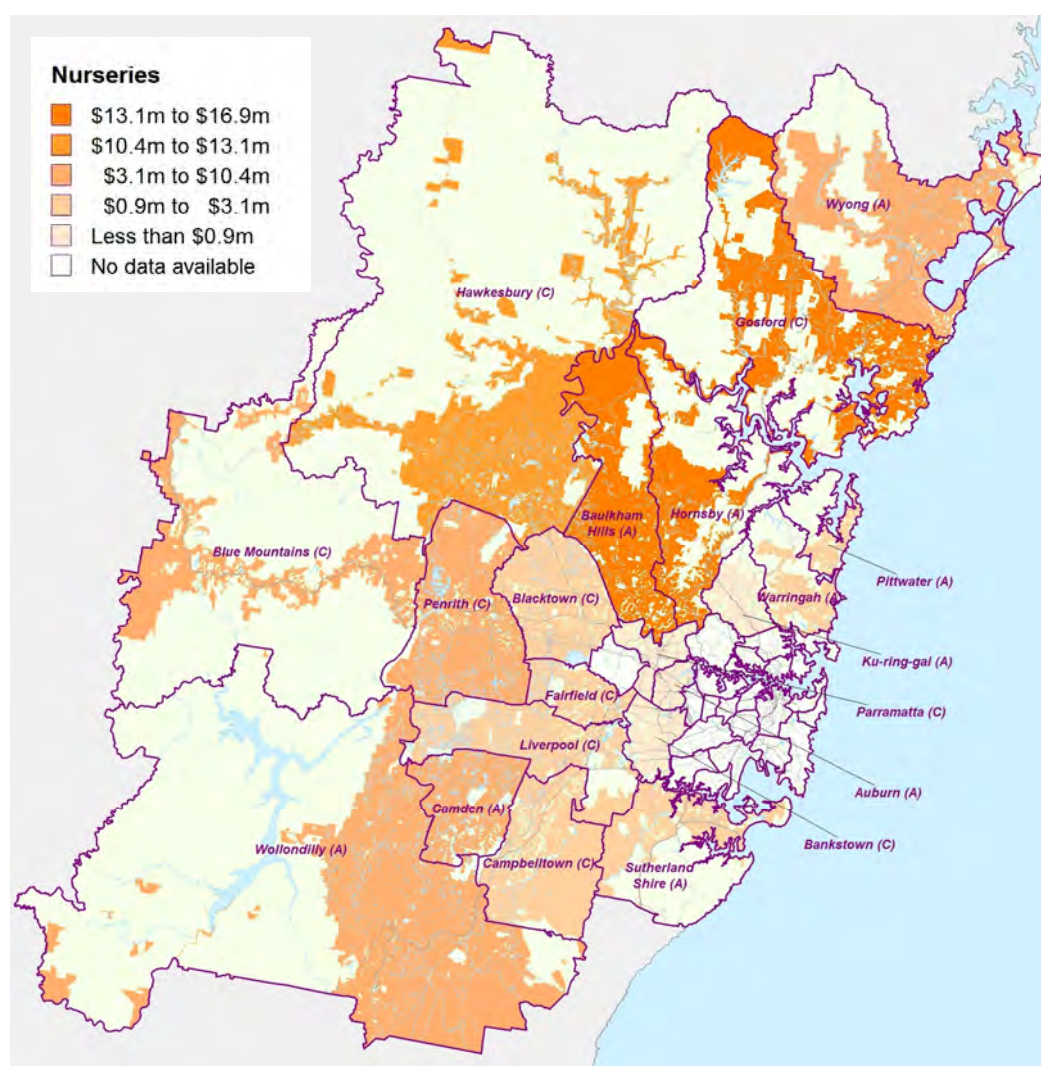 Nurseries
$13.1m to $16.9m
$10.4m to $13.1m
$3.1m to $10.4m
$0.9m to $3.1m
Less than $0.9m
No data available
Wyong (A)
Hawkesbury (C)
Gosford (C)
Baulkham
Hills (A)
Hornsby (A)
Blue Mountains (C)
Pittwater (A)
Penrith (C)
Blacktown (C)
Warringah (A)
Ku-ring-gal (A)
Fairfield (C)
Parramatta (C)
Liverpool (C)
Auburn (A)
Camden (A)
Bankstown (C)
Wollondilly (A)
Campbelltown (C)
Sutherland
Shire (A)